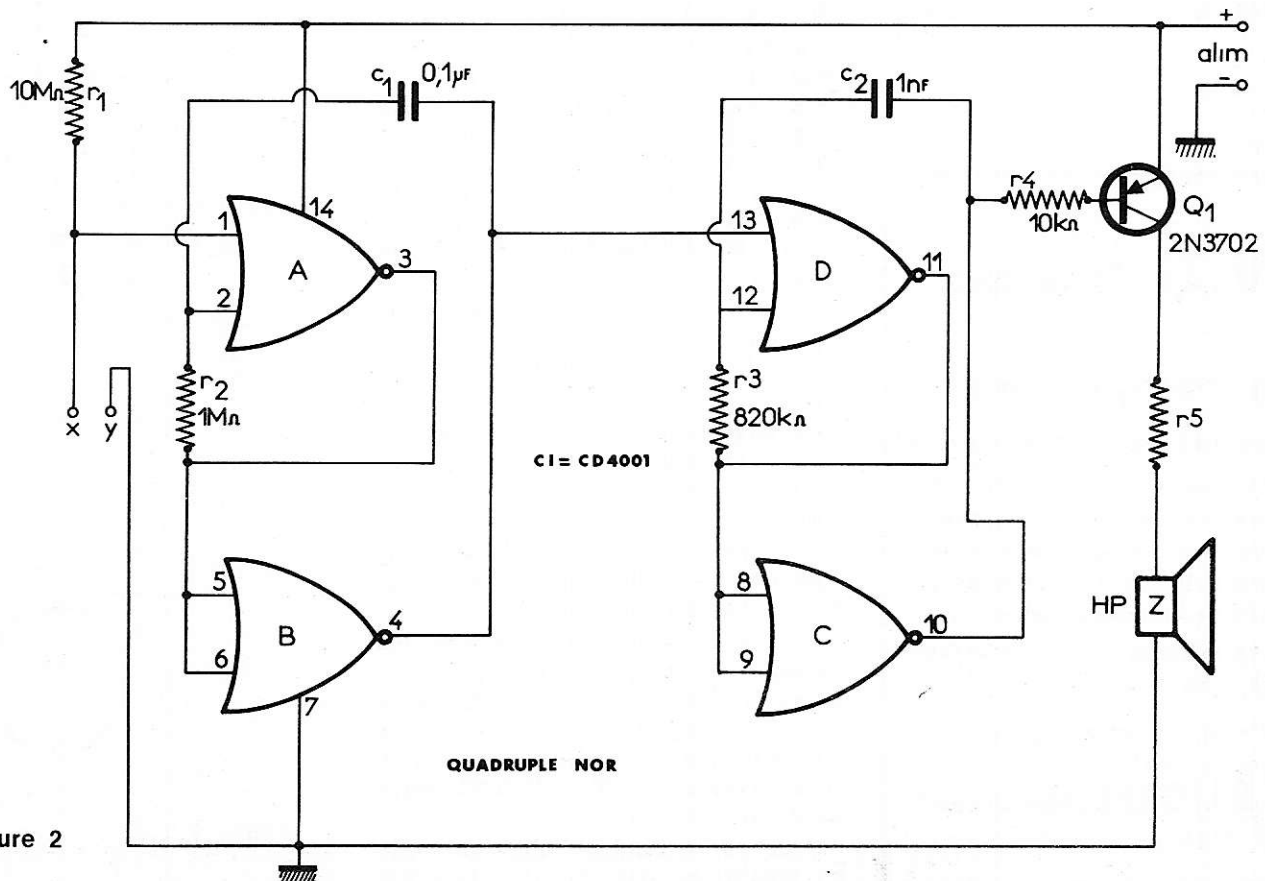 +
alim
-
10MΩ
r1
c1
0,1µF
c2
1nF
14
1
2
3
A
13
12
11
D
r4
10kΩ
Q1
2N3702
r2
1MΩ
x
y
r3
820kΩ
r5
CI = CD4001
5
6
4
B
7
8
9
10
C
HP
Z
QUADRUPLE NOR
ure 2